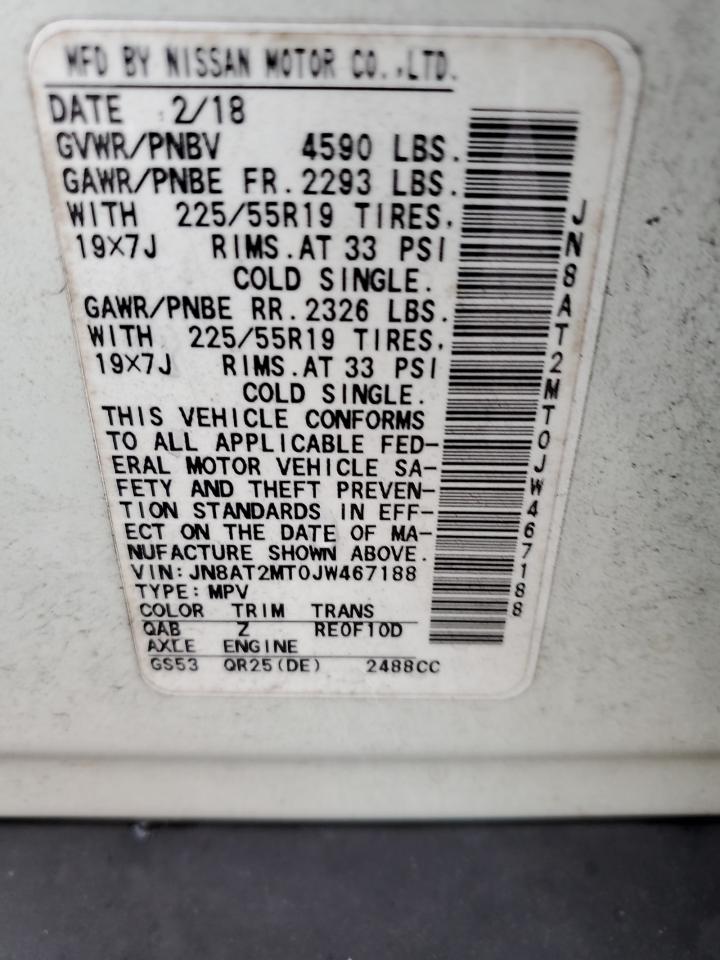 MFD BY NISSAN MOTOR CO.,LTD.
DATE 2/18
GVWR/PNBV 4590 LBS.
GAWR/PNBE FR.2293 LBS.
WITH 225/55R19 TIRES.
19X7J RIMS.AT 33 PSI
COLD SINGLE.
GAWR/PNBE RR.2326 LBS.
WITH 225/55R19 TIRES.
19X7J RIMS.AT 33 PSI
COLD SINGLE.
THIS VEHICLE CONFORMS
TO ALL APPLICABLE FED-
ERAL MOTOR VEHICLE SA-
FETY AND THEFT PREVEN-
TION STANDARDS IN EFF-
ECT ON THE DATE OF MA-
NUFACTURE SHOWN ABOVE.
VIN:JN8AT2MT0JW467188
TYPE:MPV
COLOR TRIM TRANS
QAB Z RE0F10D
AXLE ENGINE
GS53 QR25(DE) 2488CC
JN8AT2MT0JW467188